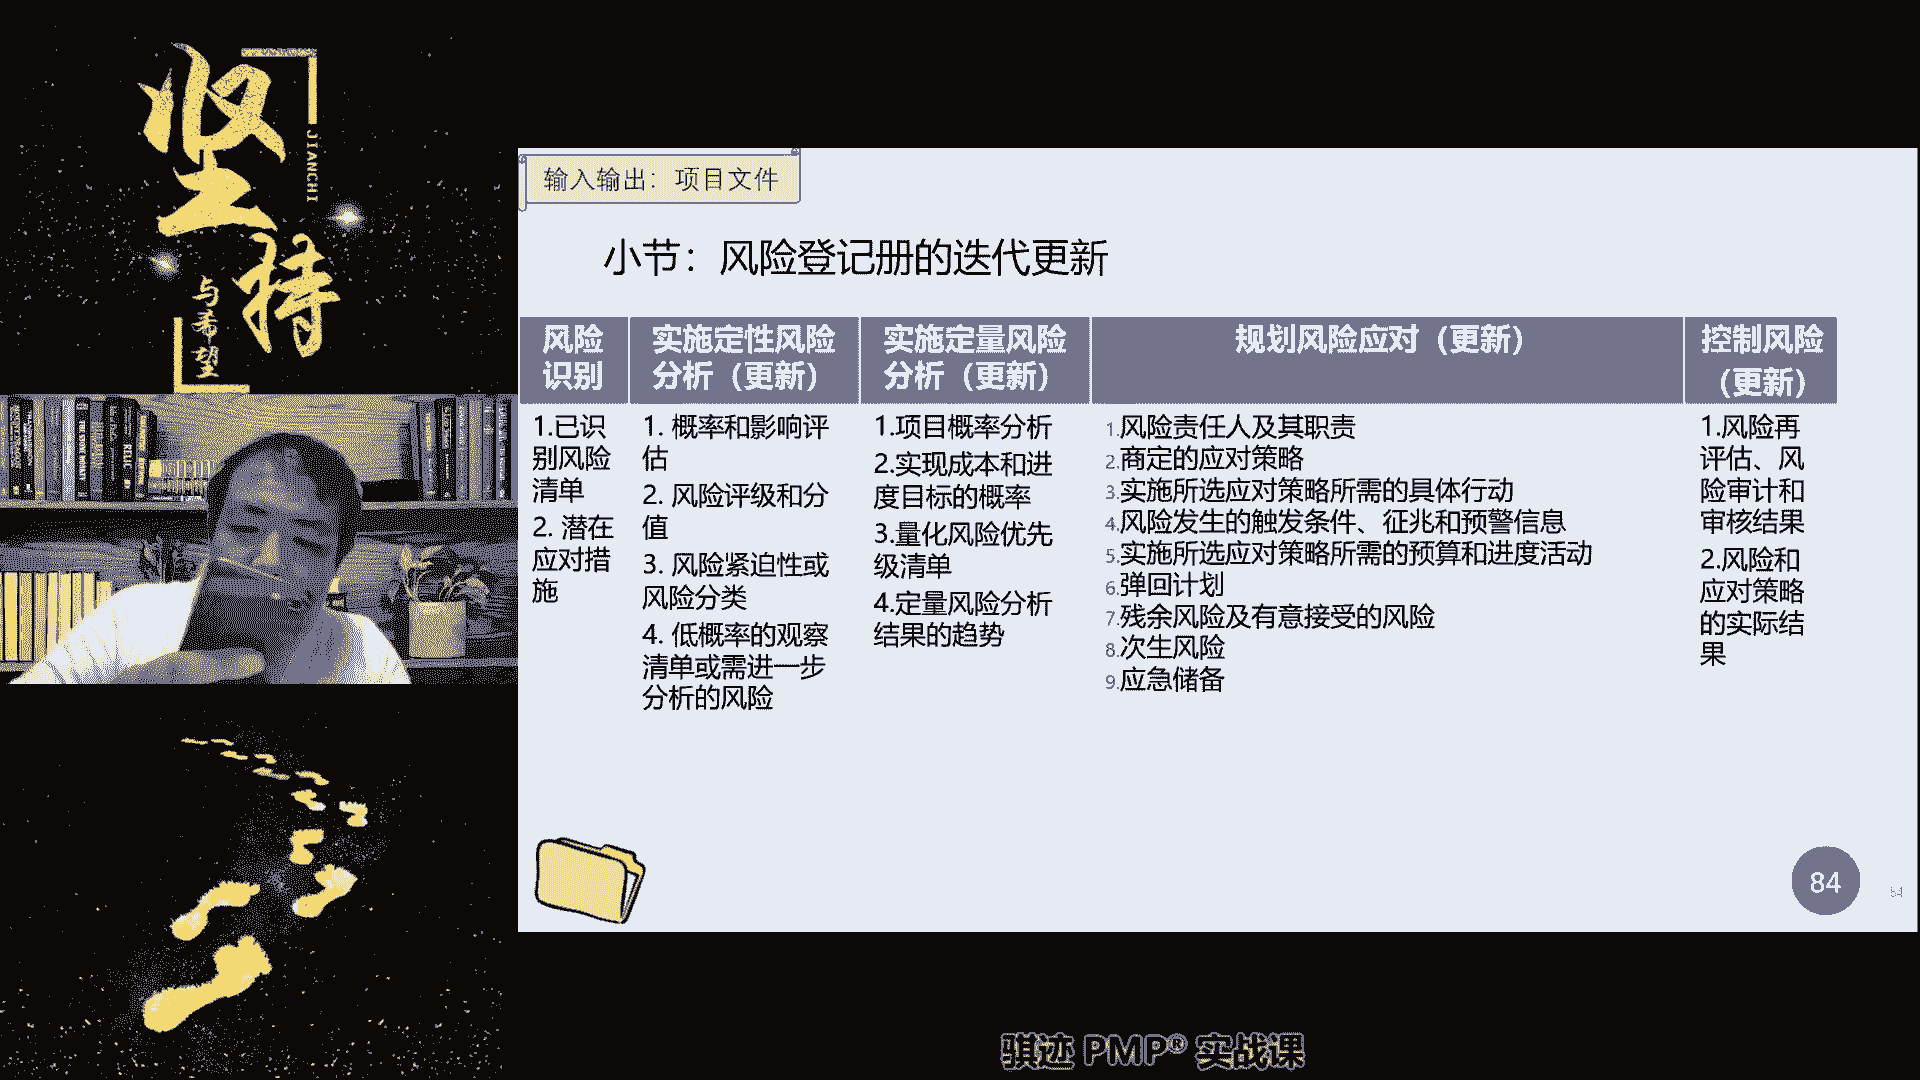 坚
持
JIANCHI
与希望
输入输出：项目文件
小节：风险登记册的迭代更新
风险
识别
1.已识
别风险
清单
2. 潜在
应对措
施
实施定性风险
分析（更新）
1. 概率和影响评
估
2. 风险评级和分
值
3. 风险紧迫性或
风险分类
4. 低概率的观察
清单或需进一步
分析的风险
实施定量风险
分析（更新）
1.项目概率分析
2.实现成本和进
度目标的概率
3.量化风险优先
级清单
4.定量风险分析
结果的趋势
规划风险应对（更新）
1.风险责任人及其职责
2.商定的应对策略
3.实施所选应对策略所需的具体行动
4.风险发生的触发条件、征兆和预警信息
5.实施所选应对策略所需的预算和进度活动
6.弹回计划
7.残余风险及有意接受的风险
8.次生风险
9.应急储备
控制风险
（更新）
1.风险再
评估、风
险审计和
审核结果
2.风险和
应对策略
的实际结
果
84
骐迹 PMP® 实战课